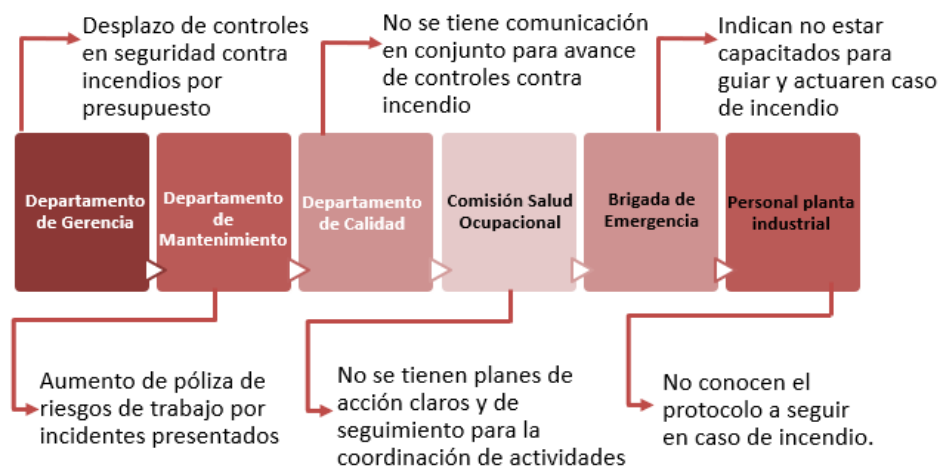 Desplazo de controles
en seguridad contra
incendios por
presupuesto
No se tiene comunicación
en conjunto para avance
de controles contra
incendio
Indican no estar
capacitados para
guiar y actuaren caso
de incendio
Departamento
de Gerencia
Departamento
de
Mantenimiento
Departamento
de Calidad
Comisión Salud
Ocupacional
Brigada de
Emergencia
Personal planta
industrial
Aumento de póliza de
riesgos de trabajo por
incidentes presentados
No se tienen planes de
acción claros y de
seguimiento para la
coordinación de actividades
No conocen el
protocolo a seguir
en caso de incendio.